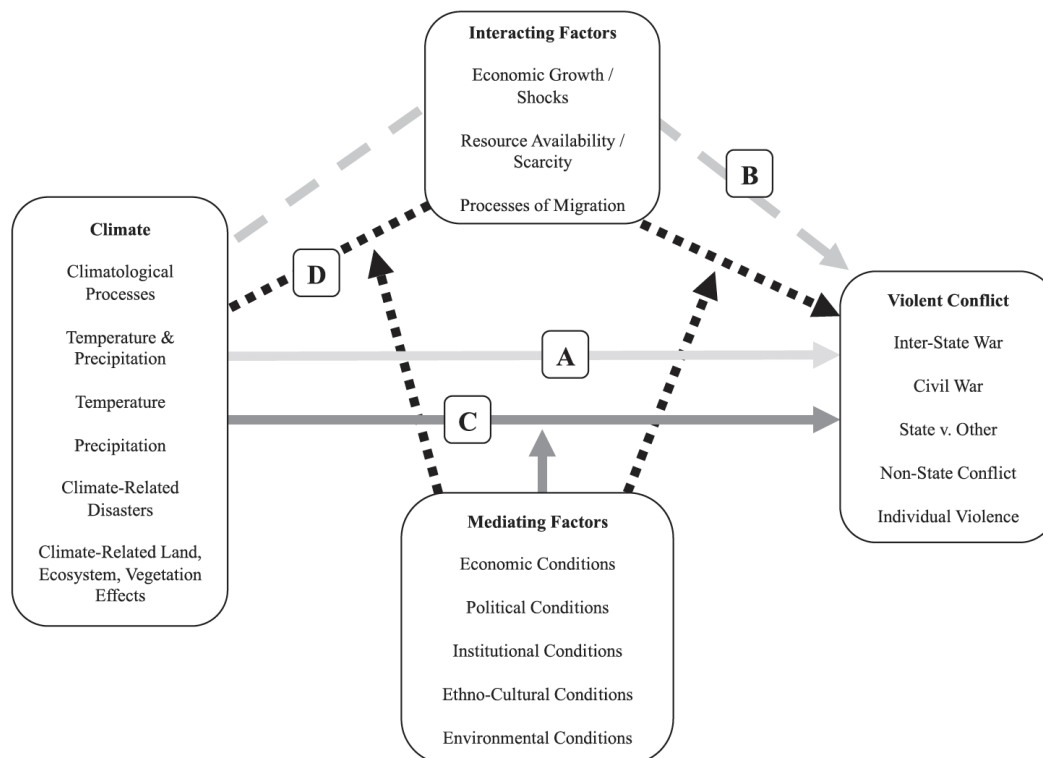 Interacting Factors
Economic Growth /
Shocks
Resource Availability /
Scarcity
Processes of Migration
B
Climate
Climatological
Processes
Temperature &
Precipitation
Temperature
Precipitation
Climate-Related
Disasters
Climate-Related Land,
Ecosystem, Vegetation
Effects
D
A
C
Violent Conflict
Inter-State War
Civil War
State v. Other
Non-State Conflict
Individual Violence
Mediating Factors
Economic Conditions
Political Conditions
Institutional Conditions
Ethno-Cultural Conditions
Environmental Conditions